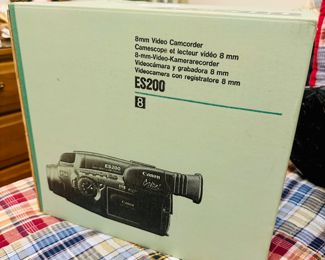 8mm Video Camcorder
Camescope et lecteur vidéo 8 mm
8-mm-Video-Kamerarecorder
Videocámara y grabadora 8 mm
Videocamera con registratore 8 mm
ES200
8
ES200
Canon